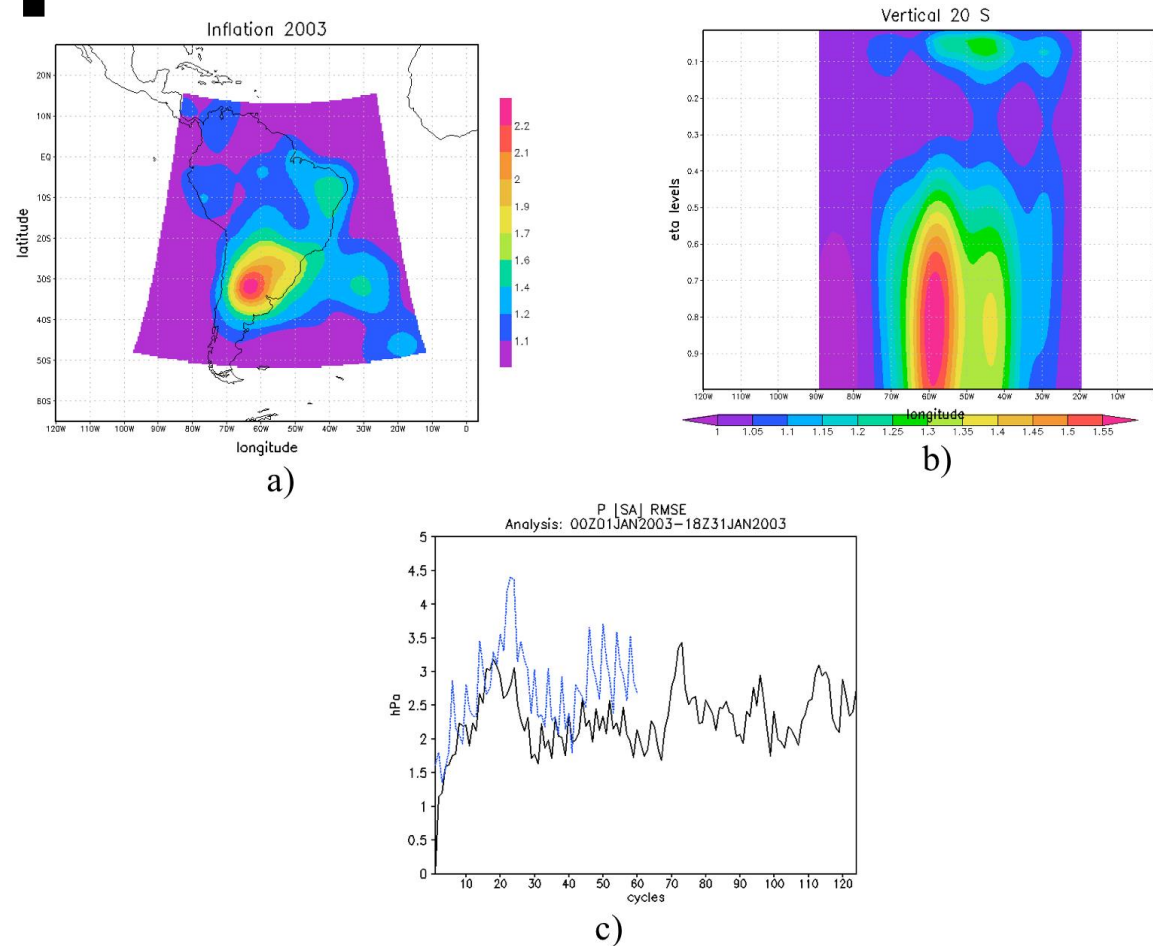 Inflation 2003
20N
10N
EQ
10S
20S
30S
40S
50S
60S
latitude
120W 110W 100W 90W 80W 70W 60W 50W 40W 30W 20W 10W 0
longitude
2.2
2.1
2
1.9
1.7
1.6
1.4
1.2
1.1
a)
Vertical 20 S
0.1
0.2
0.3
0.4
0.5
0.6
0.7
0.8
0.9
eta levels
120W 110W 100W 90W 80W 70W 60W 50W 40W 30W 20W 10W
longitude
1 1.05 1.1 1.15 1.2 1.25 1.3 1.35 1.4 1.45 1.5 1.55
b)
P [SA] RMSE
Analysis: 00Z01JAN2003-18Z31JAN2003
5
4.5
4
3.5
3
2.5
2
1.5
1
0.5
0
hPa
10 20 30 40 50 60 70 80 90 100 110 120
cycles
c)